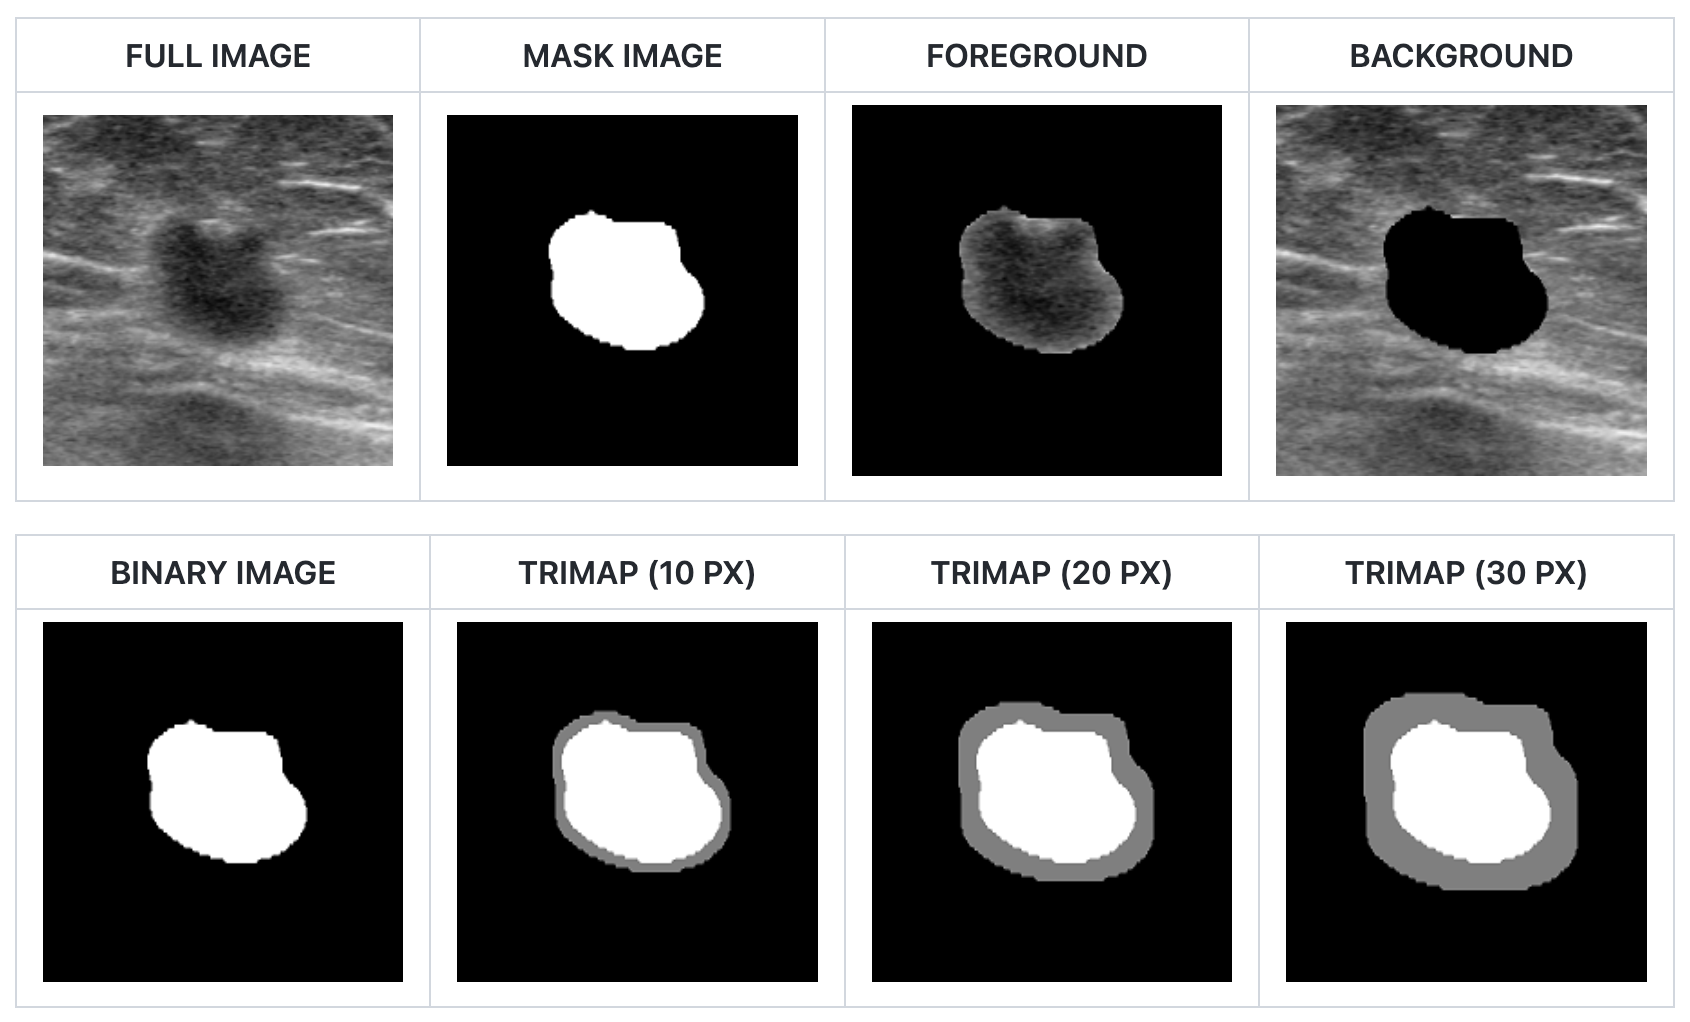 FULL IMAGE
MASK IMAGE
FOREGROUND
BACKGROUND
BINARY IMAGE
TRIMAP (10 PX)
TRIMAP (20 PX)
TRIMAP (30 PX)